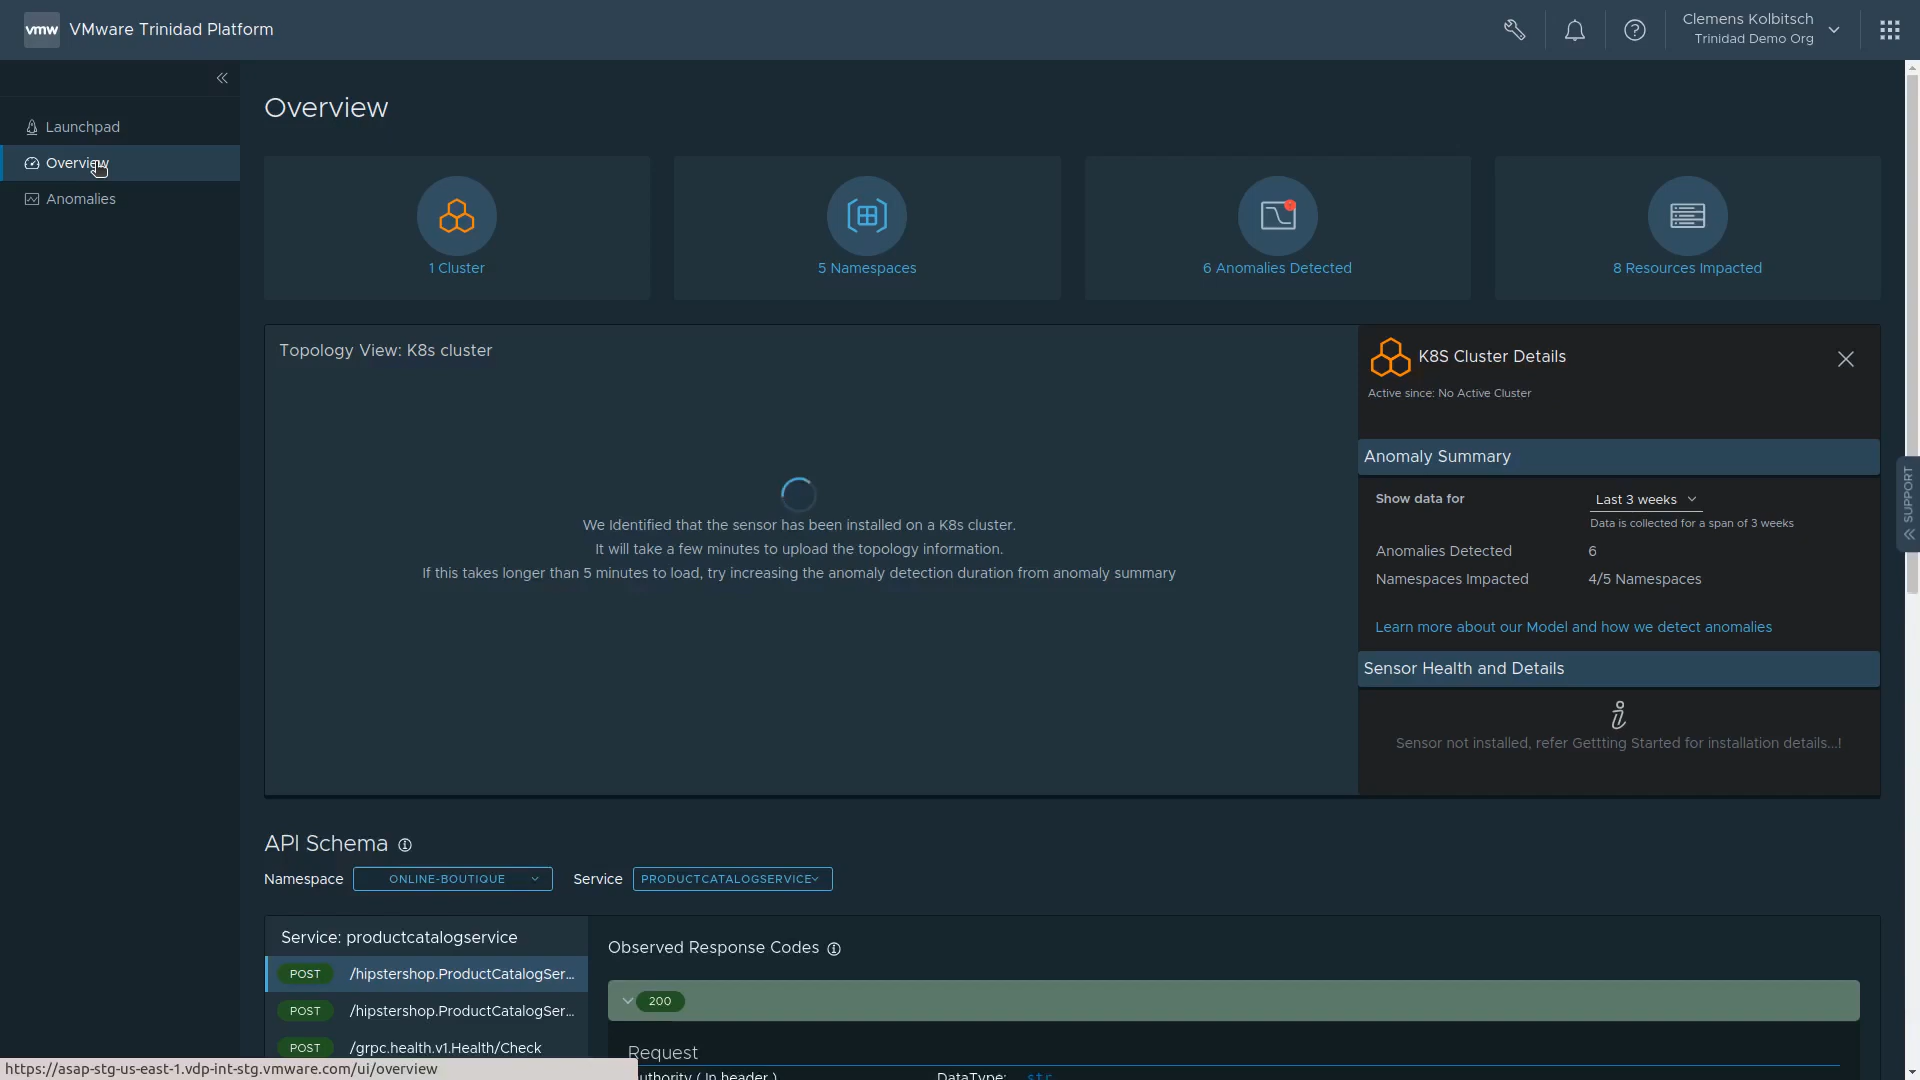 vmw VMware Trinidad Platform
Clemens Kolbitsch
Trinidad Demo Org
Launchpad
Overview
Anomalies
Overview
1 Cluster
5 Namespaces
6 Anomalies Detected
8 Resources Impacted
Topology View: K8s cluster
We Identified that the sensor has been installed on a K8s cluster.
It will take a few minutes to upload the topology information.
If this takes longer than 5 minutes to load, try increasing the anomaly detection duration from anomaly summary
K8S Cluster Details
Active since: No Active Cluster
Anomaly Summary
Show data for Last 3 weeks
Data is collected for a span of 3 weeks
Anomalies Detected 6
Namespaces Impacted 4/5 Namespaces
Learn more about our Model and how we detect anomalies
Sensor Health and Details
Sensor not installed, refer Gettting Started for installation details...!
SUPPORT
API Schema
Namespace ONLINE-BOUTIQUE Service PRODUCTCATALOGSERVICE
Service: productcatalogservice
POST /hipstershop.ProductCatalogSer...
POST /hipstershop.ProductCatalogSer...
POST /grpc.health.v1.Health/Check
Observed Response Codes
200
Request
uthority ( In header ) DataType: str
https://asap-stg-us-east-1.vdp-int-stg.vmware.com/ui/overview